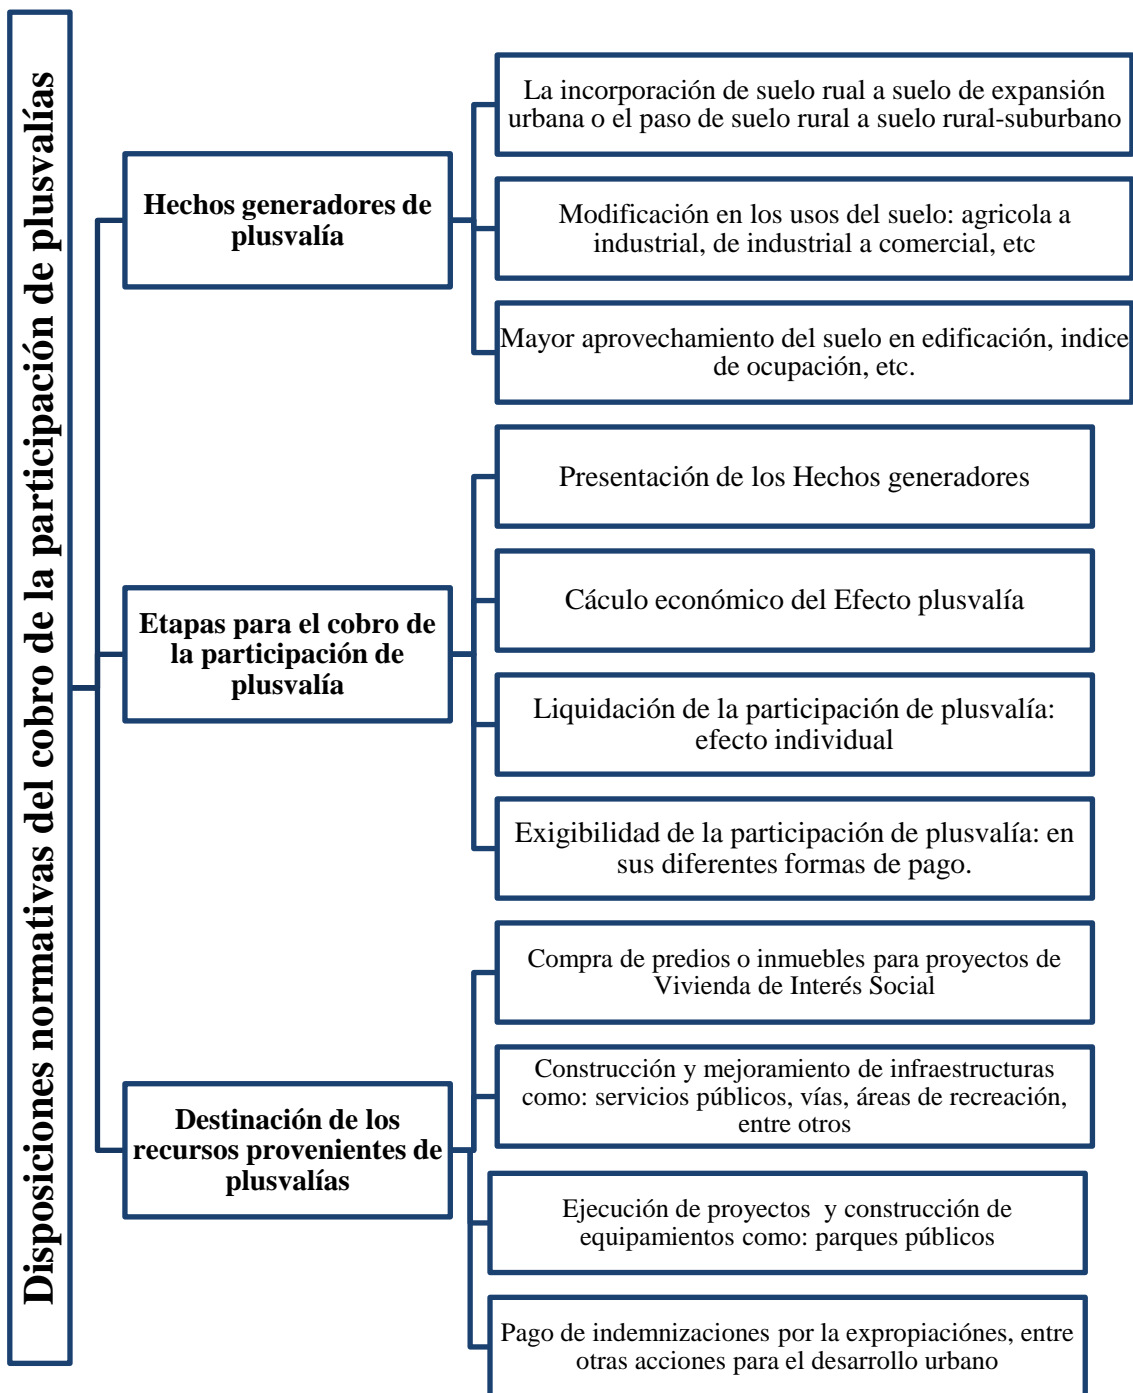 Disposiciones normativas del cobro de la participación de plusvalías
Hechos generadores de
plusvalía
La incorporación de suelo rual a suelo de expansión
urbana o el paso de suelo rural a suelo rural-suburbano
Modificación en los usos del suelo: agricola a
industrial, de industrial a comercial, etc
Mayor aprovechamiento del suelo en edificación, indice
de ocupación, etc.
Etapas para el cobro de
la participación de
plusvalía
Presentación de los Hechos generadores
Cáculo económico del Efecto plusvalía
Liquidación de la participación de plusvalía:
efecto individual
Exigibilidad de la participación de plusvalía: en
sus diferentes formas de pago.
Destinación de los
recursos provenientes de
plusvalías
Compra de predios o inmuebles para proyectos de
Vivienda de Interés Social
Construcción y mejoramiento de infraestructuras
como: servicios públicos, vías, áreas de recreación,
entre otros
Ejecución de proyectos y construcción de
equipamientos como: parques públicos
Pago de indemnizaciones por la expropiaciónes, entre
otras acciones para el desarrollo urbano